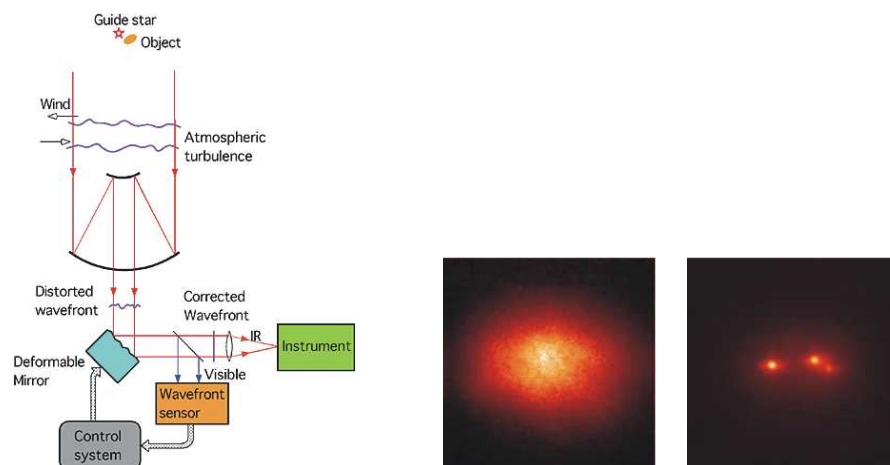 Guide star
Object
Wind
Atmospheric
turbulence
Distorted
wavefront
Corrected
Wavefront
IR
Instrument
Deformable
Mirror
Visible
Wavefront
sensor
Control
system